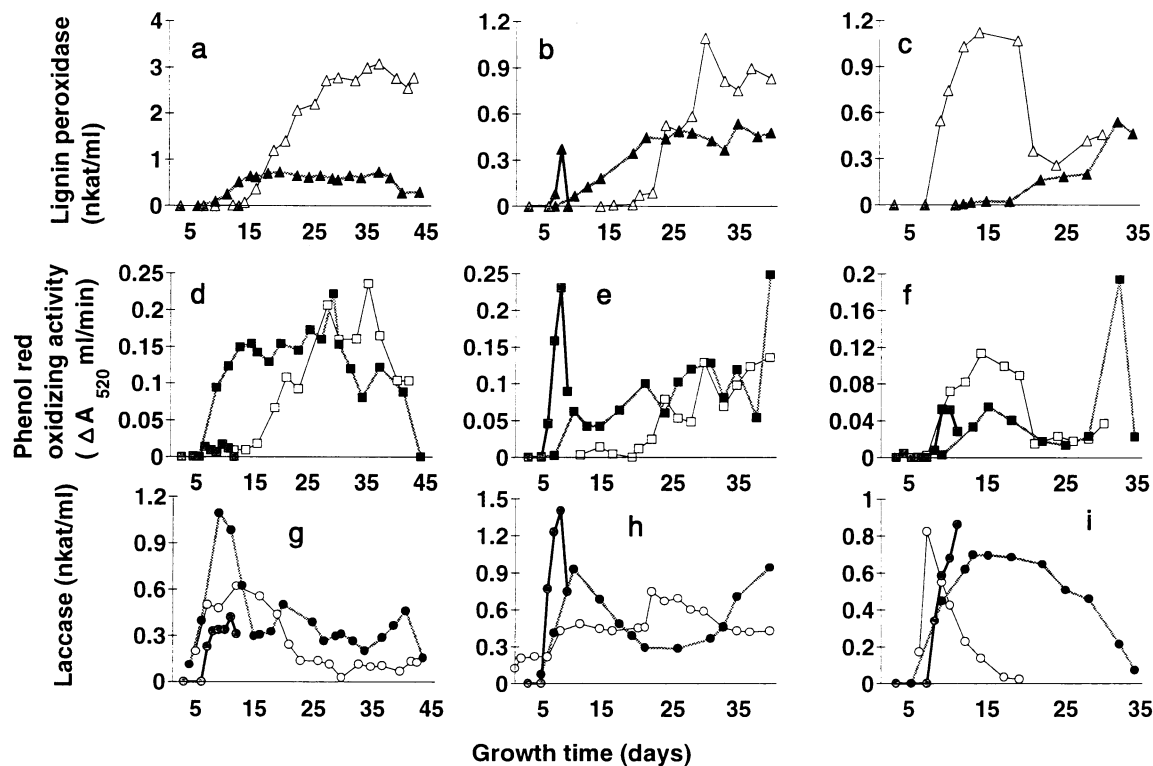 Lignin peroxidase
(nkat/ml)
4
3
2
1
0
a
5 15 25 35 45
1.2
0.9
0.6
0.3
0
b
5 15 25 35
1.2
0.9
0.6
0.3
0
c
5 15 25 35
Phenol red
oxidizing activity
( Δ A 520 ml/min)
0.25
0.2
0.15
0.1
0.05
0
d
5 15 25 35 45
0.25
0.2
0.15
0.1
0.05
0
e
5 15 25 35
0.2
0.16
0.12
0.08
0.04
0
f
5 15 25 35
Laccase (nkat/ml)
1.2
0.9
0.6
0.3
0
g
5 15 25 35 45
1.5
1.2
0.9
0.6
0.3
0
h
5 15 25 35
1
0.8
0.6
0.4
0.2
0
i
5 15 25 35
Growth time (days)